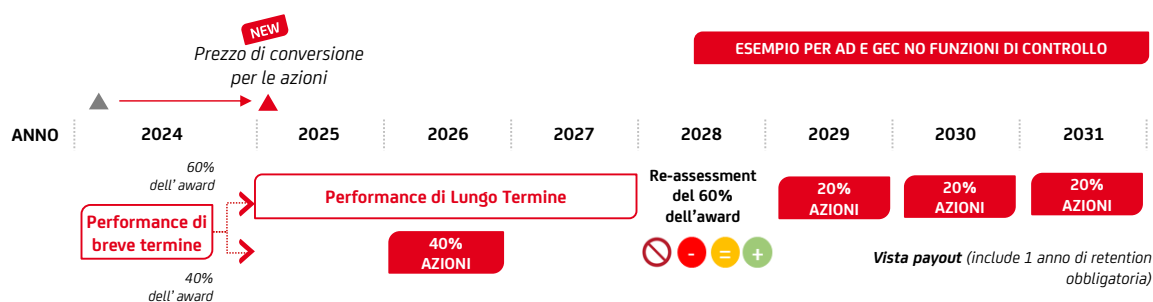 NEW
Prezzo di conversione
per le azioni
ESEMPIO PER AD E GEC NO FUNZIONI DI CONTROLLO
ANNO 2024 2025 2026 2027 2028 2029 2030 2031
60%
dell' award
Performance di
breve termine
40%
dell' award
Performance di Lungo Termine
40%
AZIONI
Re-assessment
del 60%
dell'award
- = +
20%
AZIONI
20%
AZIONI
20%
AZIONI
Vista payout (include 1 anno di retention
obbligatoria)